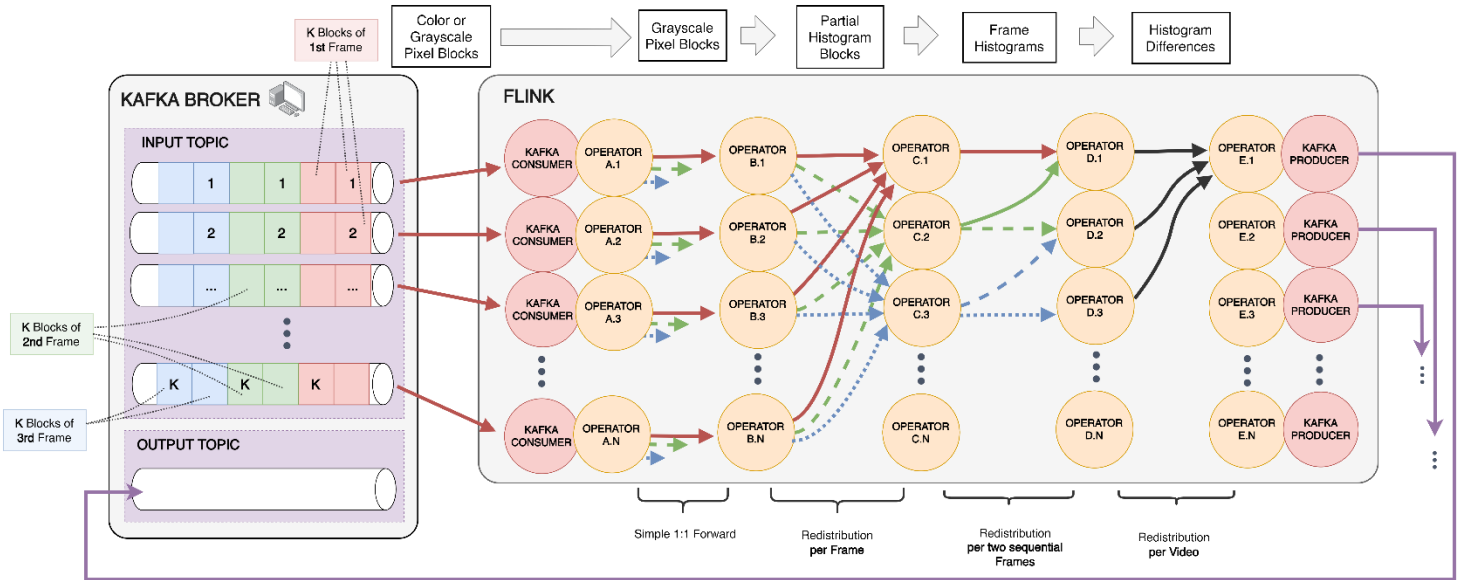 K Blocks of
1st Frame
Color or
Grayscale
Pixel Blocks
Grayscale
Pixel Blocks
Partial
Histogram
Blocks
Frame
Histograms
Histogram
Differences
KAFKA BROKER
INPUT TOPIC
1 1 1
2 2 2
... ... ...
K K K
K Blocks of
2nd Frame
K Blocks of
3rd Frame
OUTPUT TOPIC
FLINK
KAFKA
CONSUMER
OPERATOR
A.1
OPERATOR
B.1
OPERATOR
C.1
OPERATOR
D.1
OPERATOR
E.1
KAFKA
PRODUCER
KAFKA
CONSUMER
OPERATOR
A.2
OPERATOR
B.2
OPERATOR
C.2
OPERATOR
D.2
OPERATOR
E.2
KAFKA
PRODUCER
KAFKA
CONSUMER
OPERATOR
A.3
OPERATOR
B.3
OPERATOR
C.3
OPERATOR
D.3
OPERATOR
E.3
KAFKA
PRODUCER
KAFKA
CONSUMER
OPERATOR
A.N
OPERATOR
B.N
OPERATOR
C.N
OPERATOR
D.N
OPERATOR
E.N
KAFKA
PRODUCER
Simple 1:1 Forward
Redistribution
per Frame
Redistribution
per two sequential
Frames
Redistribution
per Video